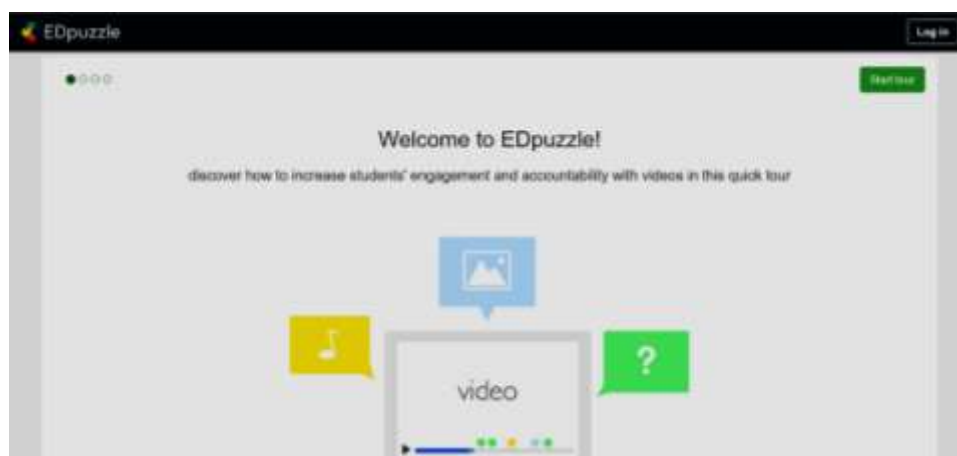 EDpuzzle
Log in
Start tour
Welcome to EDpuzzle!
discover how to increase students' engagement and accountability with videos in this quick tour
?
video